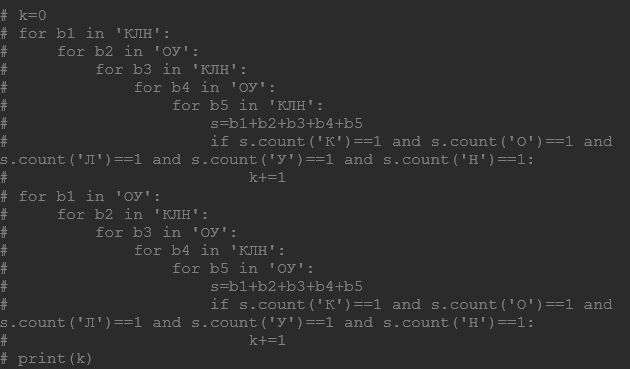 # k=0
# for b1 in 'КЛН':
#     for b2 in 'ОУ':
#         for b3 in 'КЛН':
#             for b4 in 'ОУ':
#                 for b5 in 'КЛН':
#                     s=b1+b2+b3+b4+b5
#                     if s.count('К')==1 and s.count('О')==1 and
s.count('Л')==1 and s.count('У')==1 and s.count('Н')==1:
#                         k+=1
# for b1 in 'ОУ':
#     for b2 in 'КЛН':
#         for b3 in 'ОУ':
#             for b4 in 'КЛН':
#                 for b5 in 'ОУ':
#                     s=b1+b2+b3+b4+b5
#                     if s.count('К')==1 and s.count('О')==1 and
s.count('Л')==1 and s.count('У')==1 and s.count('Н')==1:
#                         k+=1
# print(k)